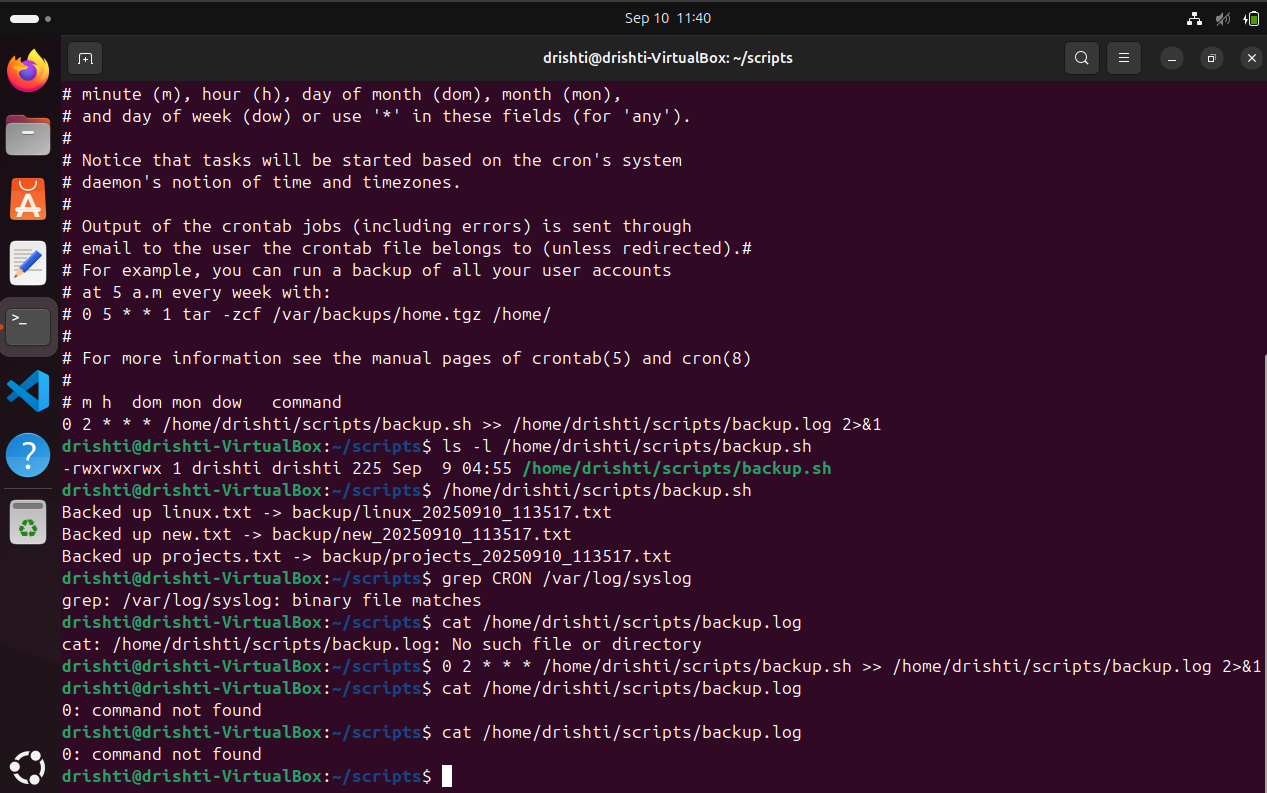 Sep 10 11:40
drishti@drishti-VirtualBox: ~/scripts
# minute (m), hour (h), day of month (dom), month (mon),
# and day of week (dow) or use '*' in these fields (for 'any').
#
# Notice that tasks will be started based on the cron's system
# daemon's notion of time and timezones.
#
# Output of the crontab jobs (including errors) is sent through
# email to the user the crontab file belongs to (unless redirected).#
# For example, you can run a backup of all your user accounts
# at 5 a.m every week with:
# 0 5 * * 1 tar -zcf /var/backups/home.tgz /home/
#
# For more information see the manual pages of crontab(5) and cron(8)
#
# m h  dom mon dow   command
0 2 * * * /home/drishti/scripts/backup.sh >> /home/drishti/scripts/backup.log 2>&1
drishti@drishti-VirtualBox:~/scripts$ ls -l /home/drishti/scripts/backup.sh
-rwxrwxrwx 1 drishti drishti 225 Sep  9 04:55 /home/drishti/scripts/backup.sh
drishti@drishti-VirtualBox:~/scripts$ /home/drishti/scripts/backup.sh
Backed up linux.txt -> backup/linux_20250910_113517.txt
Backed up new.txt -> backup/new_20250910_113517.txt
Backed up projects.txt -> backup/projects_20250910_113517.txt
drishti@drishti-VirtualBox:~/scripts$ grep CRON /var/log/syslog
grep: /var/log/syslog: binary file matches
drishti@drishti-VirtualBox:~/scripts$ cat /home/drishti/scripts/backup.log
cat: /home/drishti/scripts/backup.log: No such file or directory
drishti@drishti-VirtualBox:~/scripts$ 0 2 * * * /home/drishti/scripts/backup.sh >> /home/drishti/scripts/backup.log 2>&1
drishti@drishti-VirtualBox:~/scripts$ cat /home/drishti/scripts/backup.log
0: command not found
drishti@drishti-VirtualBox:~/scripts$ cat /home/drishti/scripts/backup.log
0: command not found
drishti@drishti-VirtualBox:~/scripts$